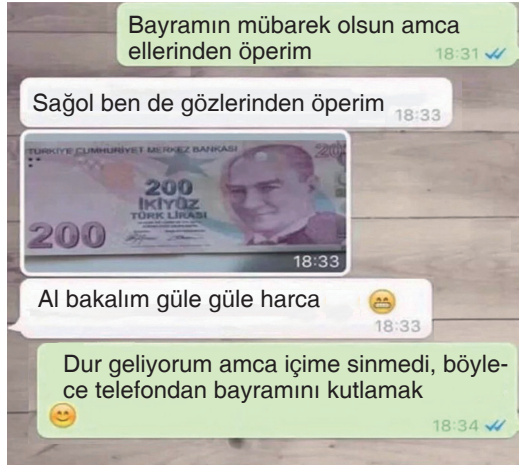 Bayramın mübarek olsun amca
ellerinden öperim
18:31
Sağol ben de gözlerinden öperim
18:33
TÜRKİYE CUMHURİYET MERKEZ BANKASI
200
200
İKİYÜZ
TÜRK LİRASI
200
18:33
Al bakalım güle güle harca
18:33
Dur geliyorum amca içime sinmedi, böyle-
ce telefondan bayramını kutlamak
18:34